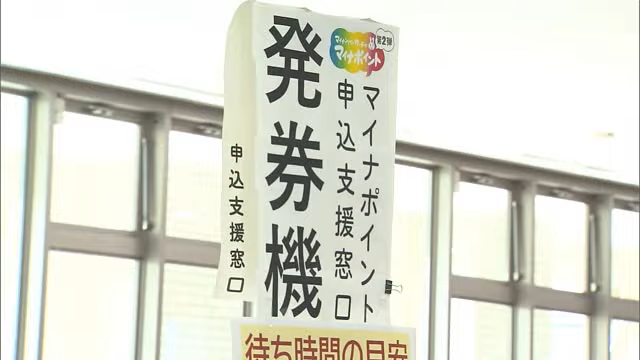 第2弾
マイナポイント
マイナポイント
申込支援窓口
発券機
申込支援窓口
待ち時間の目安